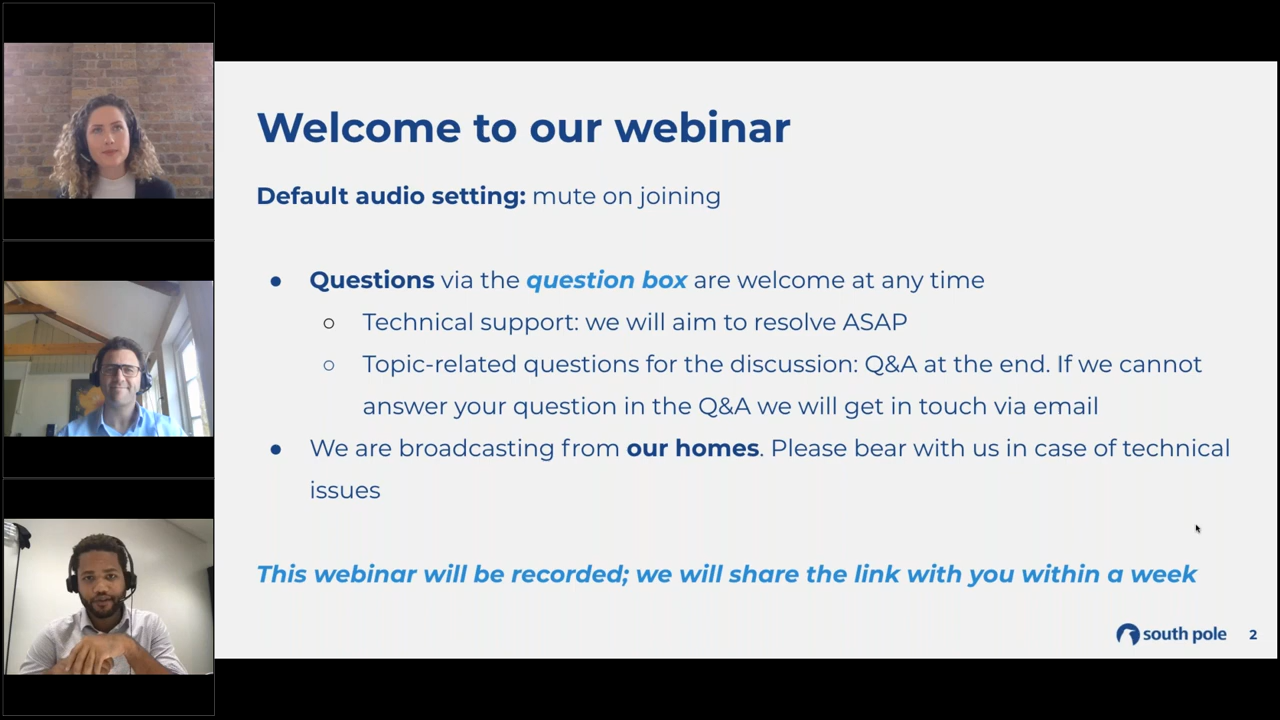 Welcome to our webinar
Default audio setting: mute on joining
● Questions via the question box are welcome at any time
○ Technical support: we will aim to resolve ASAP
○ Topic-related questions for the discussion: Q&A at the end. If we cannot
answer your question in the Q&A we will get in touch via email
● We are broadcasting from our homes. Please bear with us in case of technical
issues
This webinar will be recorded; we will share the link with you within a week
south pole 2